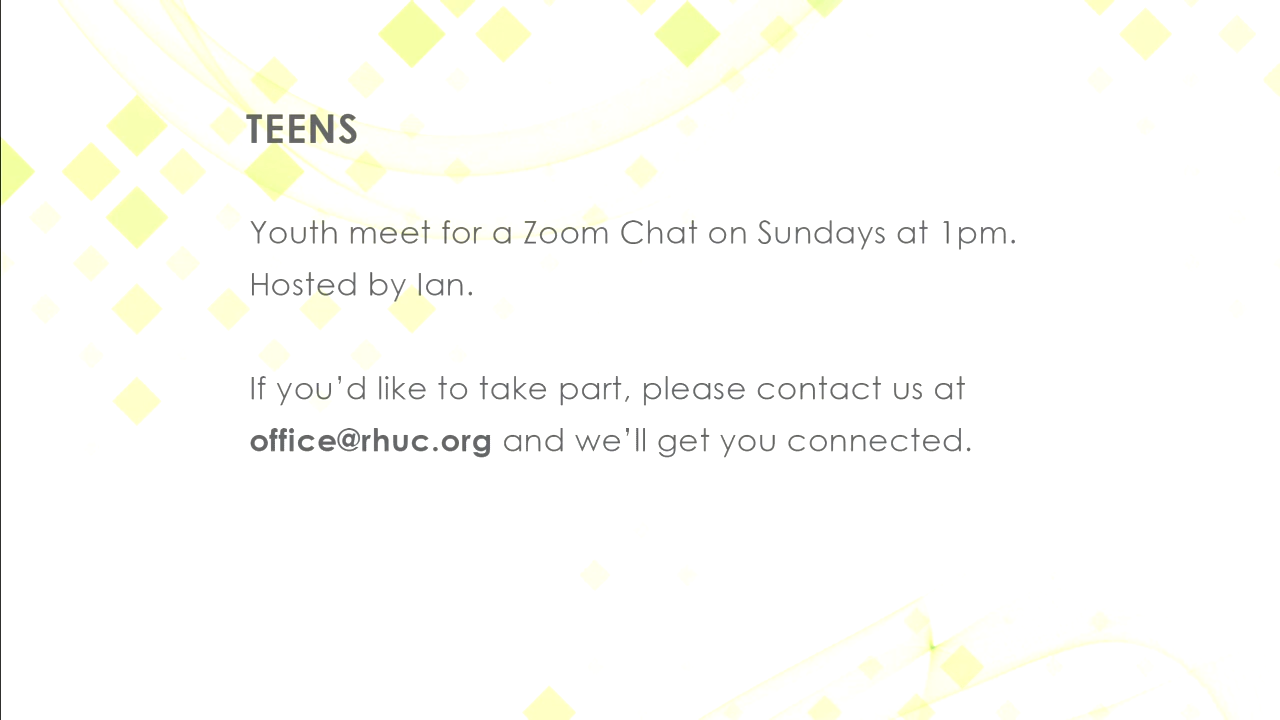 TEENS
Youth meet for a Zoom Chat on Sundays at 1pm.
Hosted by Ian.
If you’d like to take part, please contact us at
office@rhuc.org and we’ll get you connected.